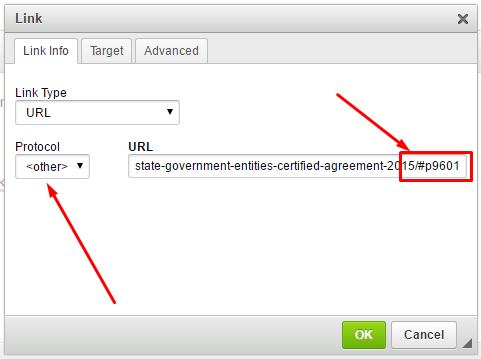 Link
Link Info Target Advanced
Link Type
URL
Protocol URL
<other> state-government-entities-certified-agreement-2015/#p9601
OK Cancel